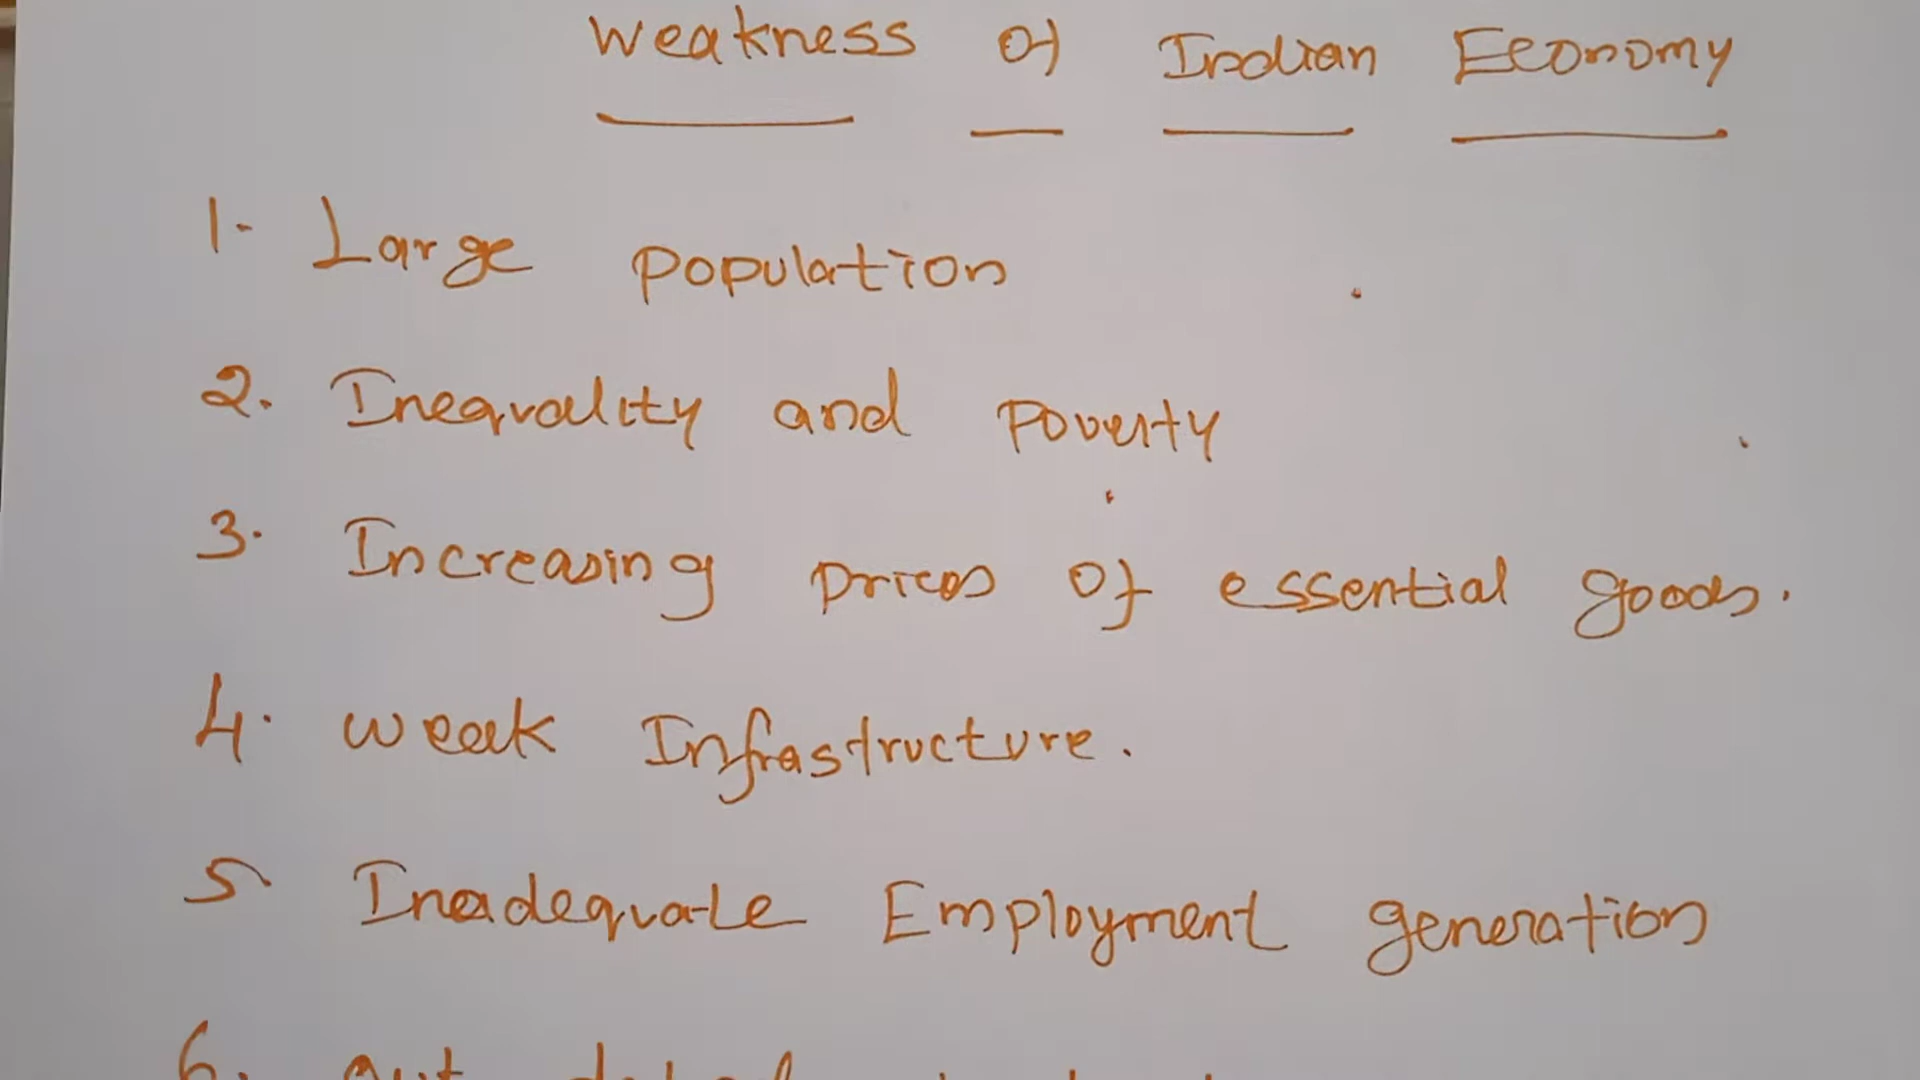 Weakness of Indian Economy
1. Large population
2. Inequality and Poverty
3. Increasing prices of essential goods.
4. Weak Infrastructure.
5. Inadequate Employment generation
6.